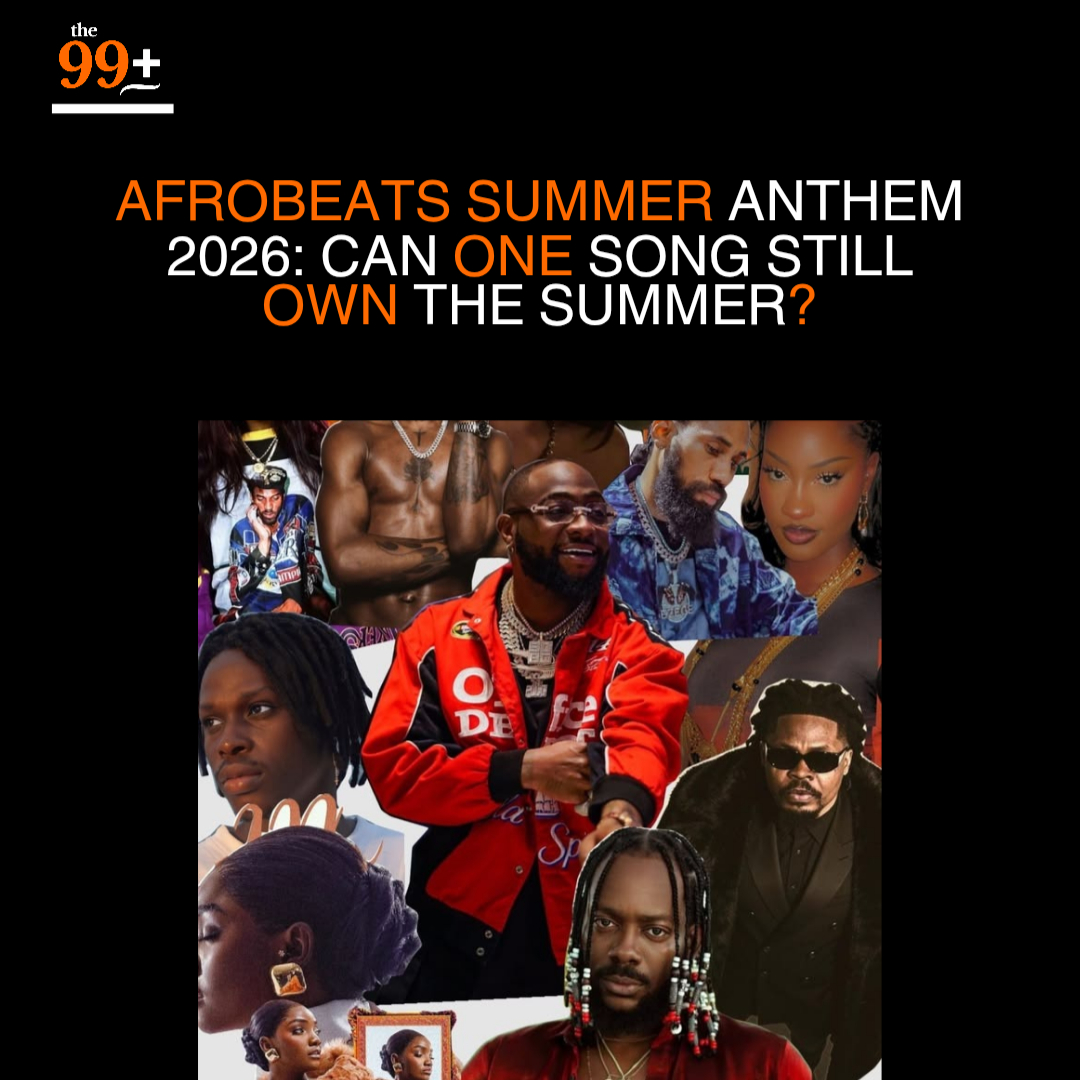 the
99±
AFROBEATS SUMMER ANTHEM
2026: CAN ONE SONG STILL
OWN THE SUMMER?